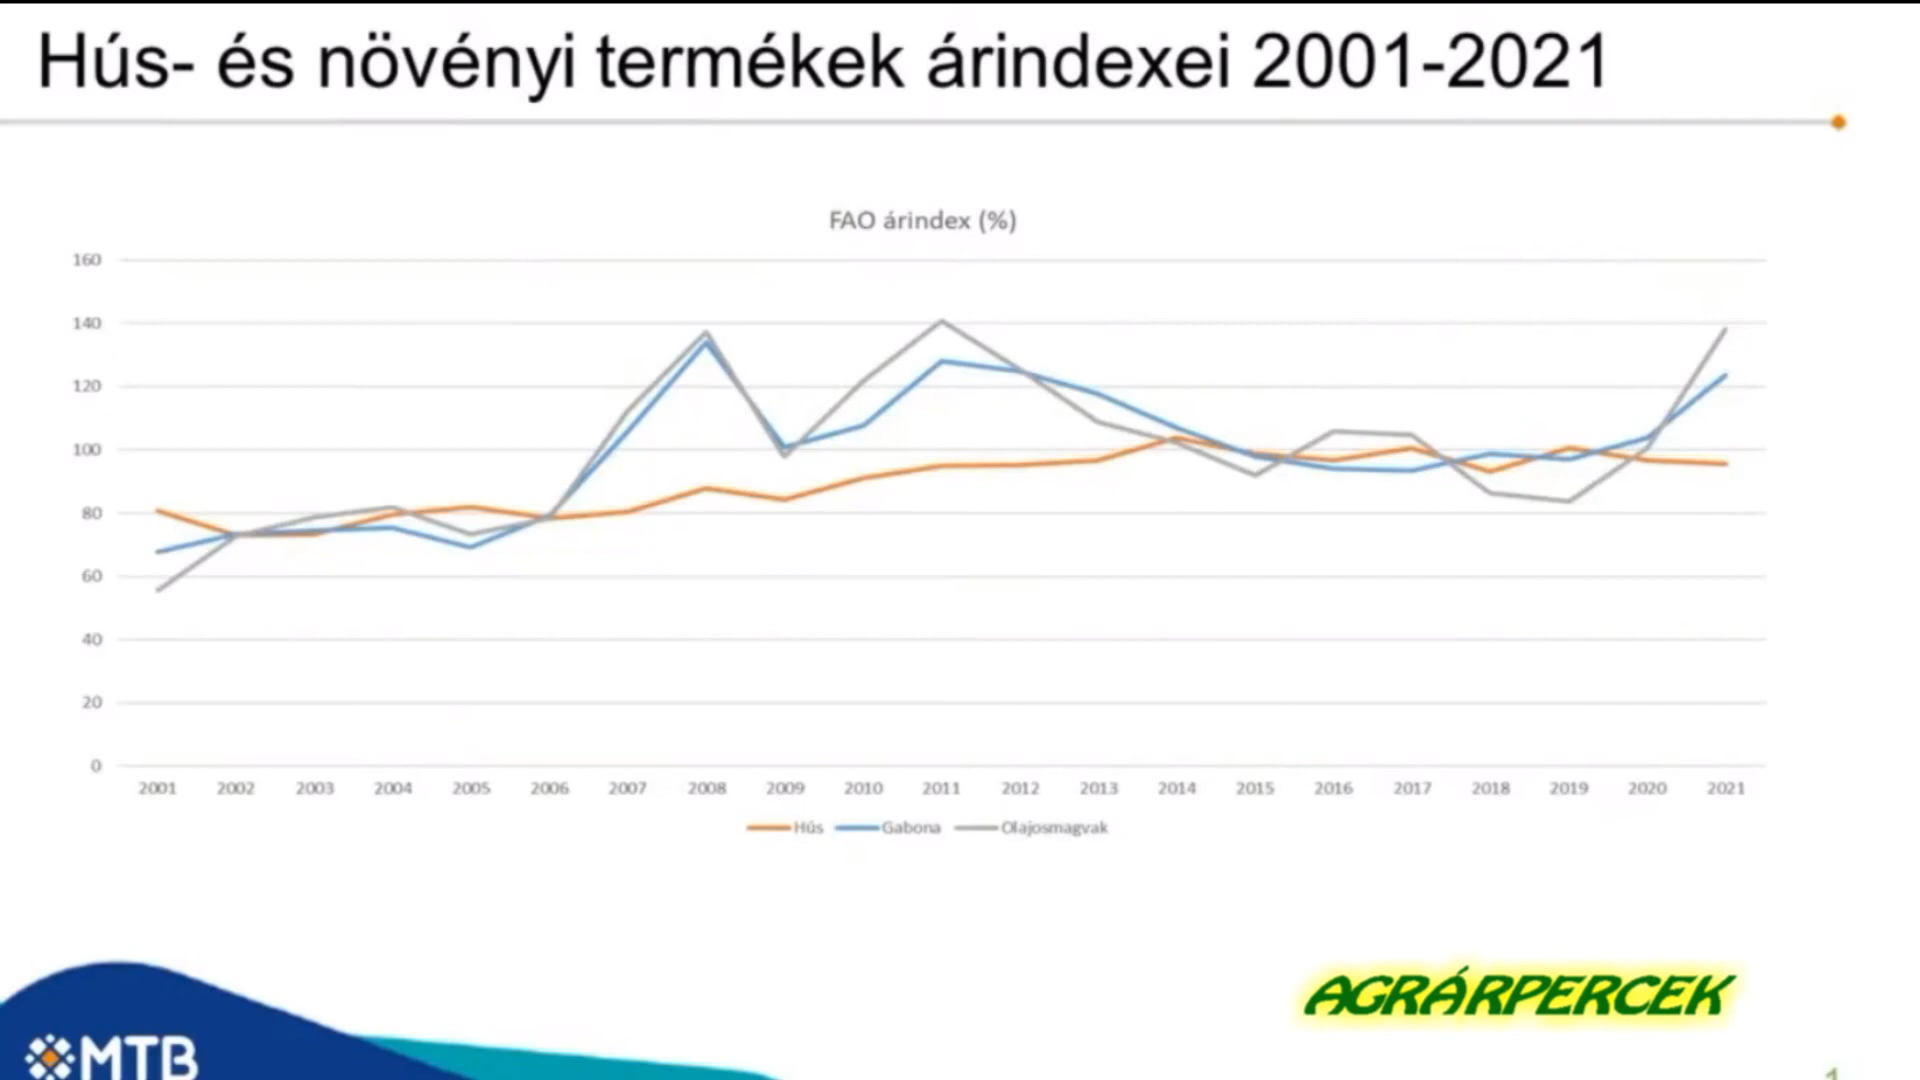 Hús- és növényi termékek árindexei 2001-2021
FAO árindex (%)
160
140
120
100
80
60
40
20
0
2001 2002 2003 2004 2005 2006 2007 2008 2009 2010 2011 2012 2013 2014 2015 2016 2017 2018 2019 2020 2021
Hús Gabona Olajosmagvak
AGRÁRPERCEK
MTB